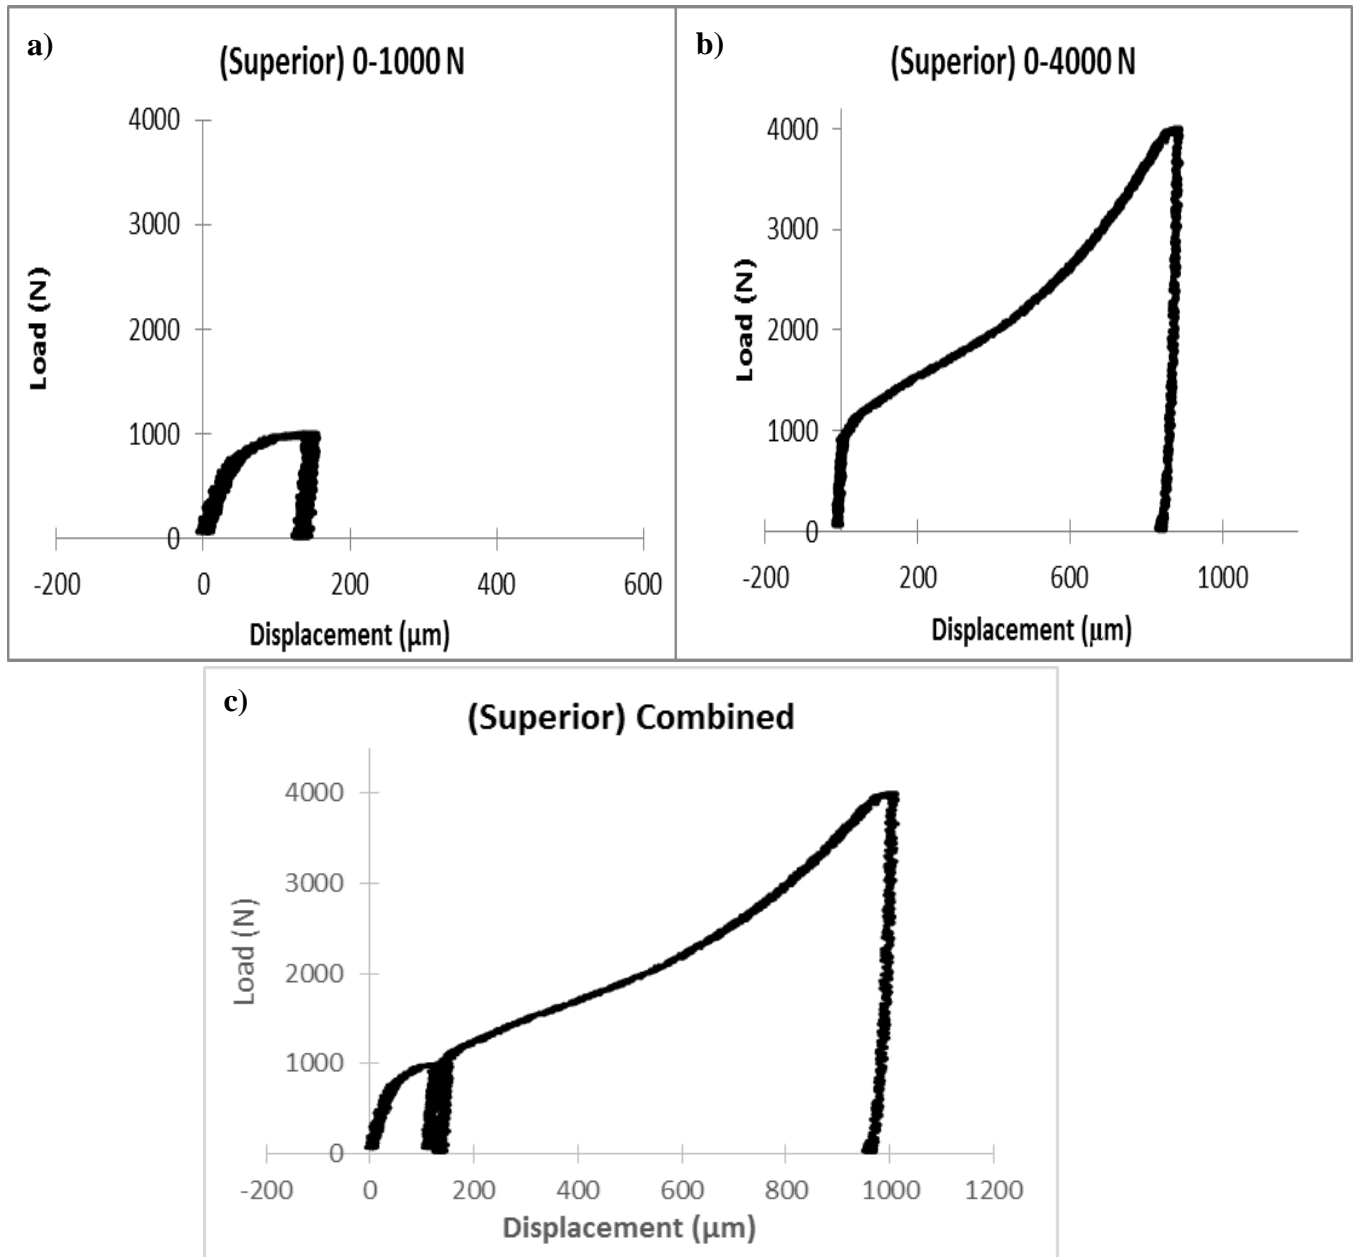 a)
(Superior) 0-1000 N
4000
3000
2000
1000
0
Load (N)
-200 0 200 400 600
Displacement (µm)
b)
(Superior) 0-4000 N
4000
3000
2000
1000
0
Load (N)
-200 200 600 1000
Displacement (µm)
c)
(Superior) Combined
4000
3000
2000
1000
0
Load (N)
-200 0 200 400 600 800 1000 1200
Displacement (µm)